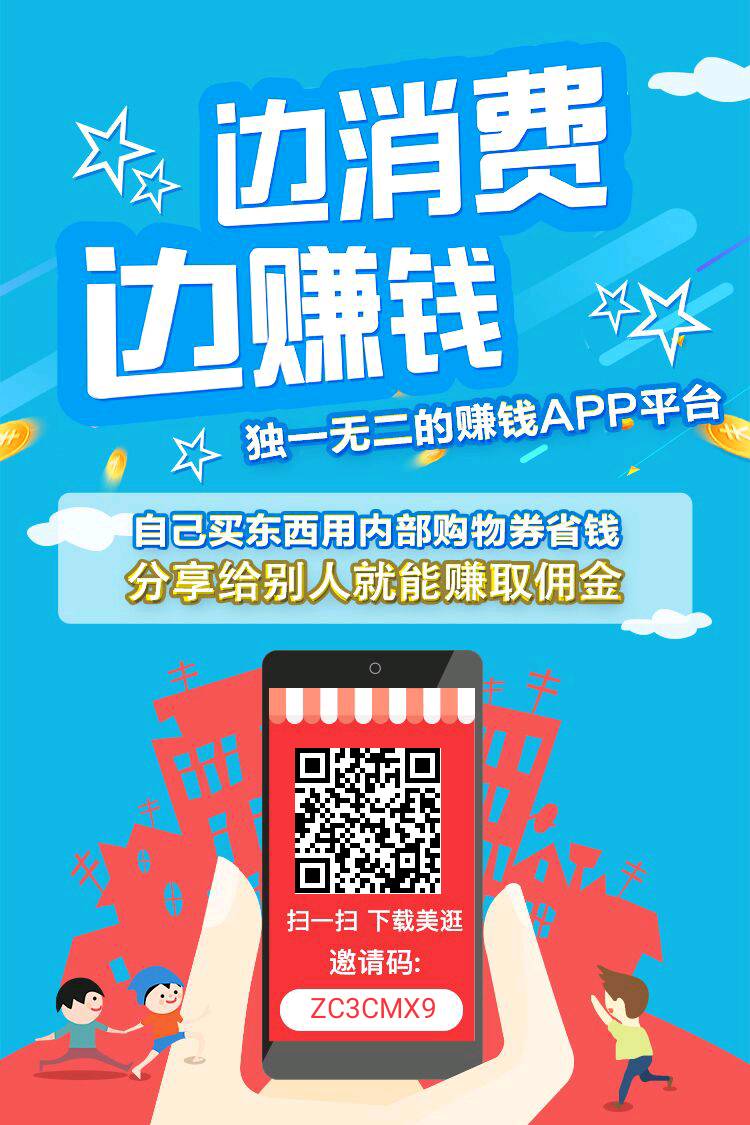 边消费
边赚钱
独一无二的赚钱APP平台
自己买东西用内部购物券省钱
分享给别人就能赚取佣金
扫一扫 下载美逛
邀请码:
ZC3CMX9